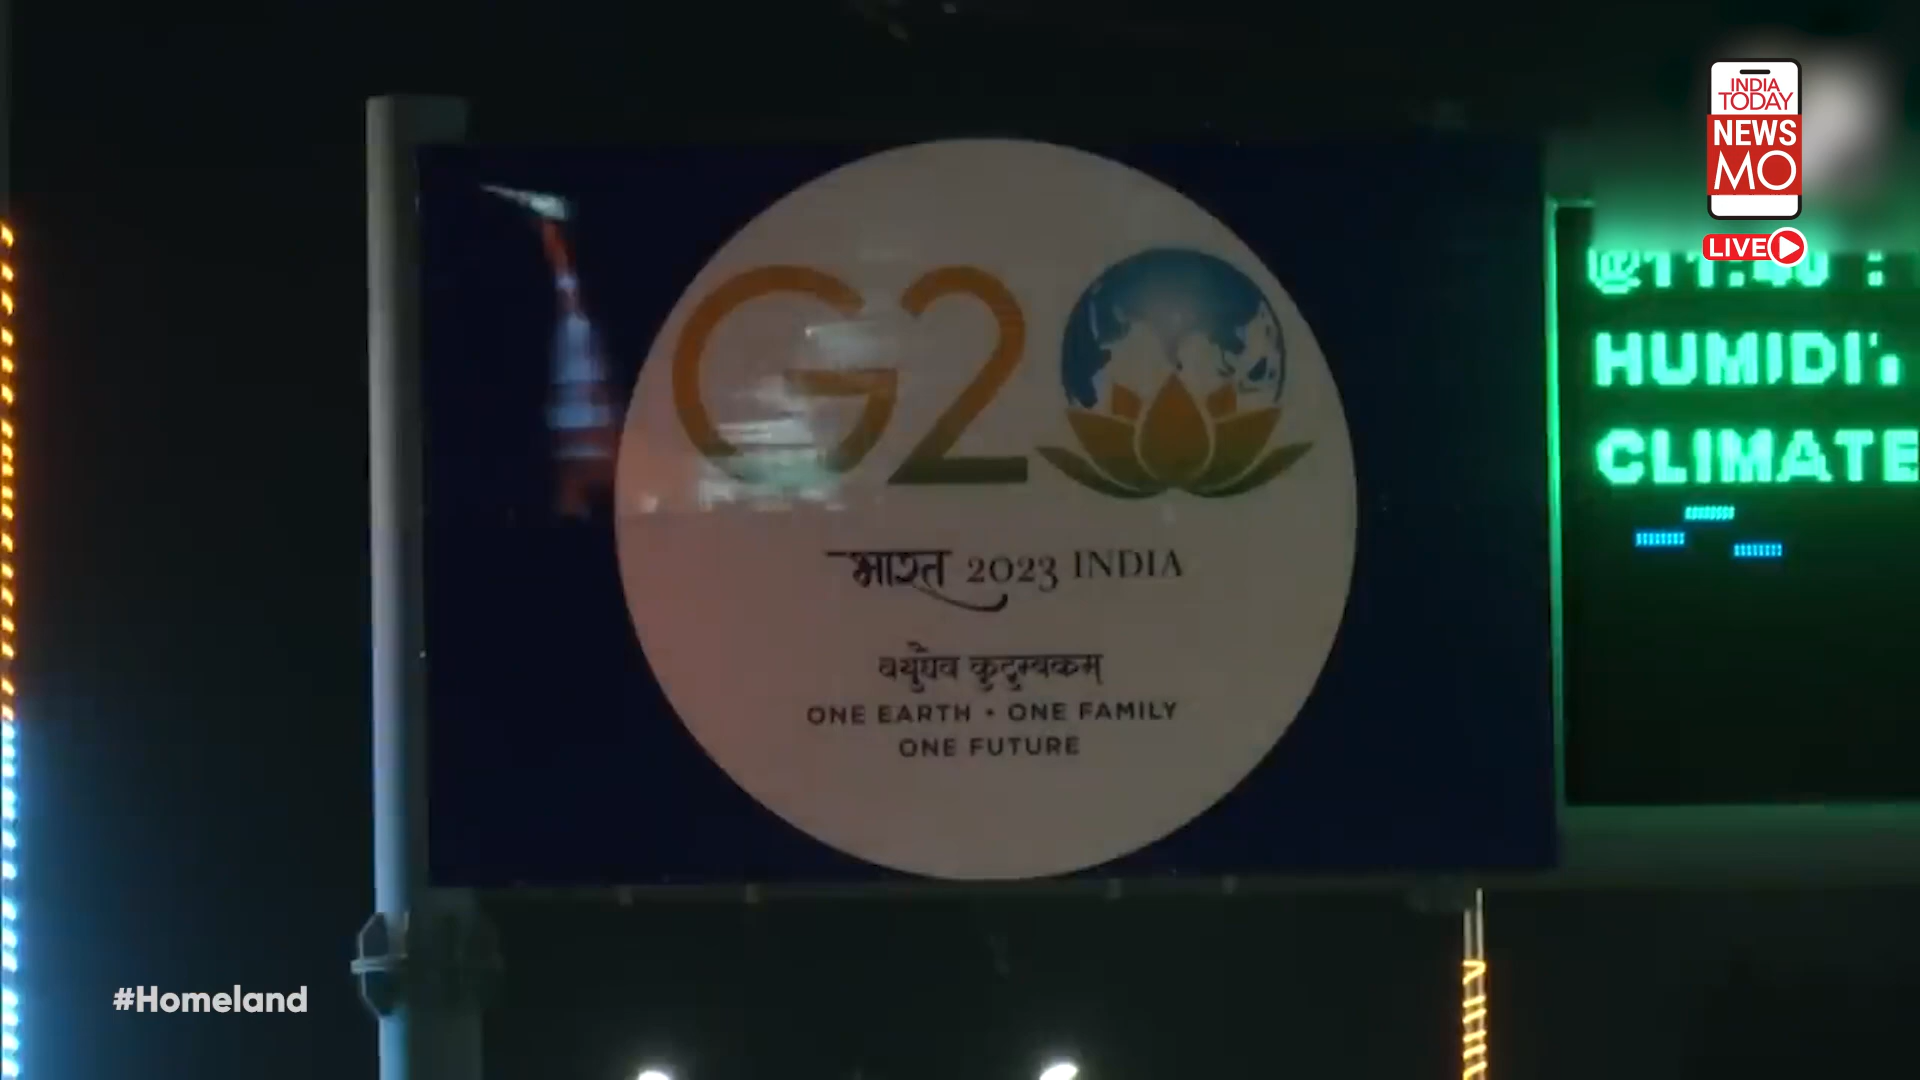 INDIA
TODAY
NEWS
MO
LIVE
HUMIDI
CLIMATE
G20
भारत 2023 INDIA
वसुधैव कुटुम्बकम्
ONE EARTH • ONE FAMILY
ONE FUTURE
#Homeland